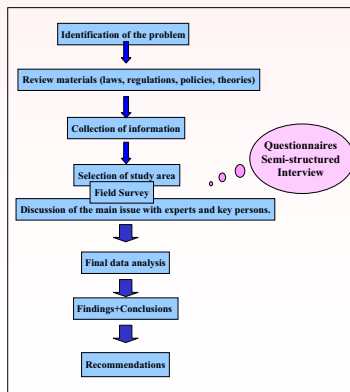 Identification of the problem
Review materials (laws, regulations, policies, theories)
Collection of information
Selection of study area
Field Survey
Discussion of the main issue with experts and key persons.
Questionnaires
Semi-structured
Interview
Final data analysis
Findings+Conclusions
Recommendations